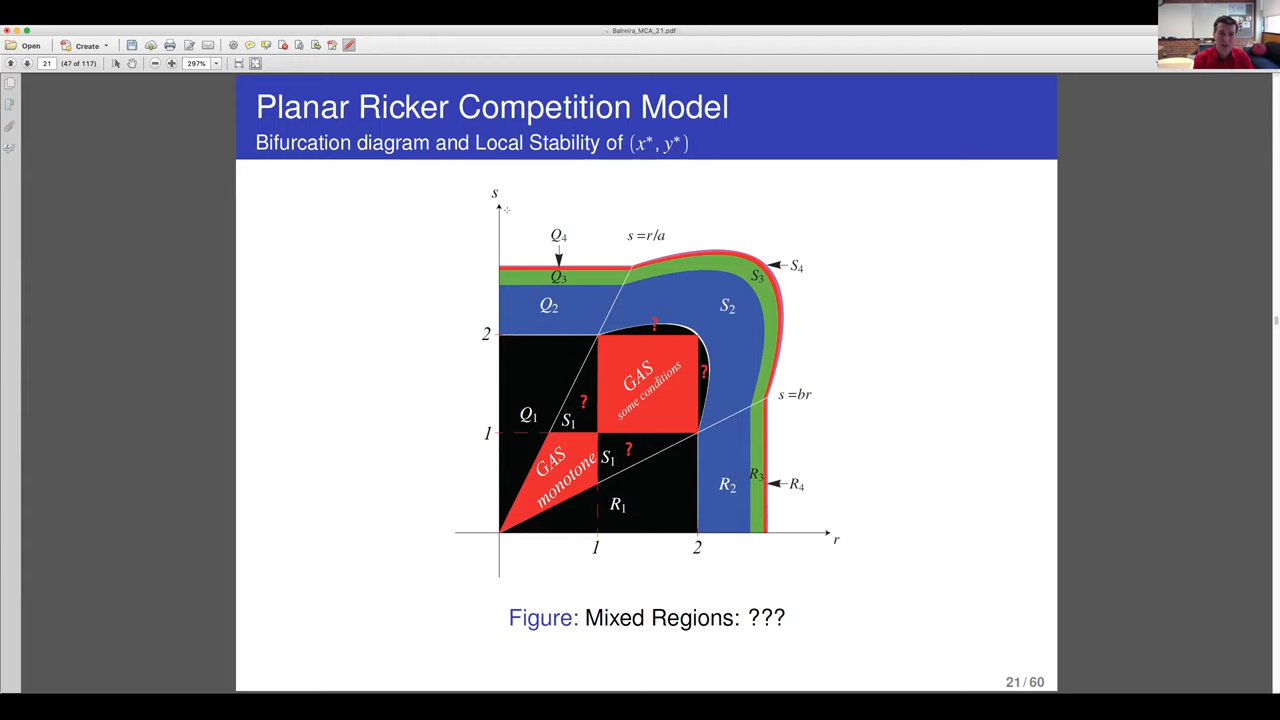 Balreira_MCA_21.pdf
Open
Create
21
(47 of 117)
297%
Planar Ricker Competition Model
Bifurcation diagram and Local Stability of (x*, y*)
s
Q4
s = r/a
S4
Q3
S3
Q2
S2
?
2
GAS
some conditions
?
s = br
?
Q1
S1
1
GAS
monotone
S1
?
R3
R2
R4
R1
1
2
r
Figure: Mixed Regions: ???
21 / 60